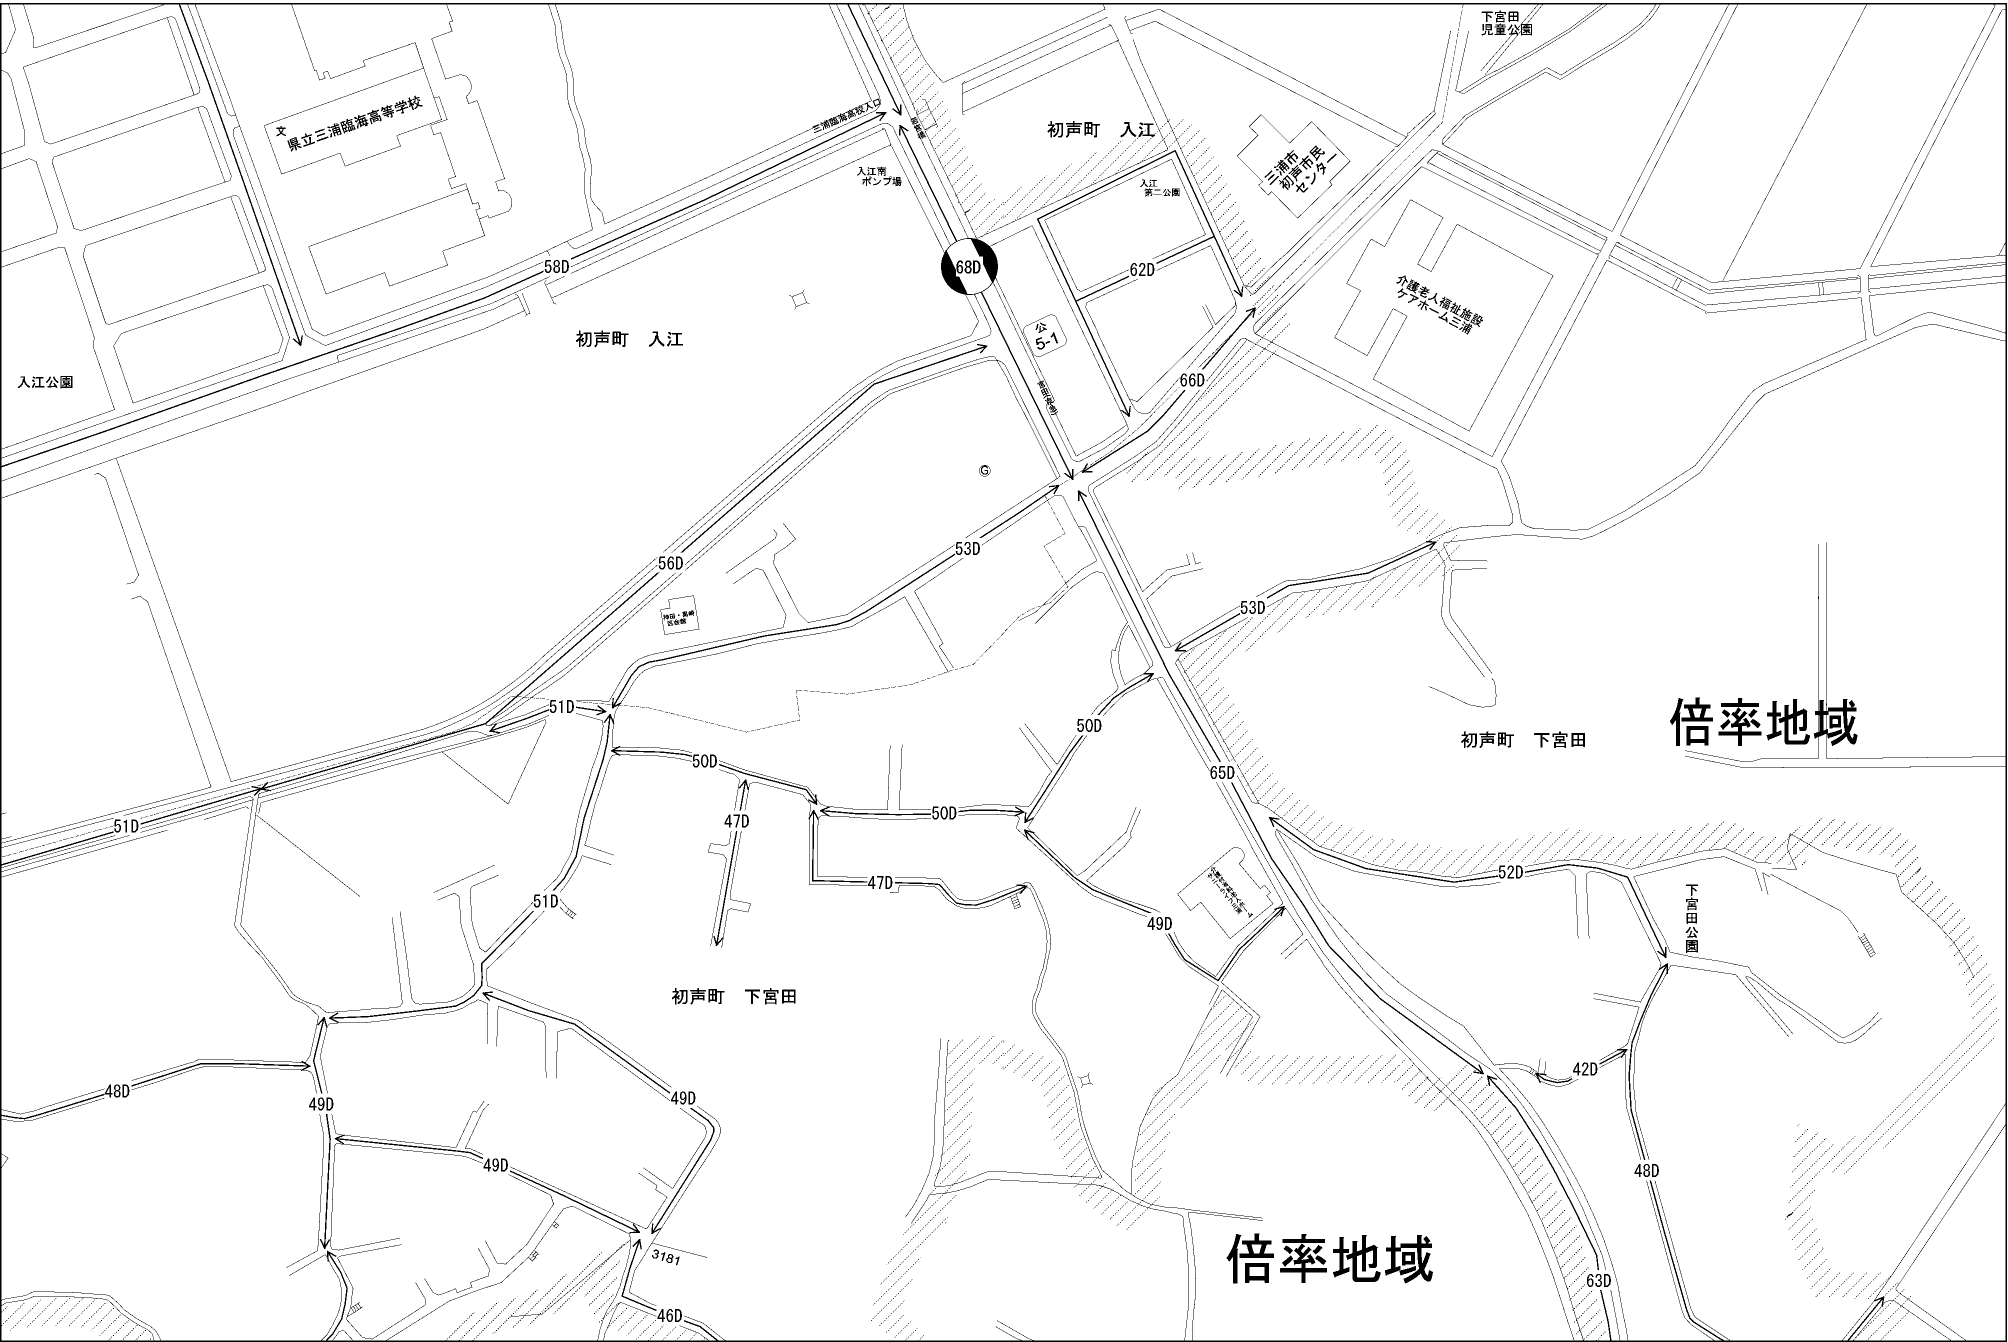 下宮田
児童公園
文
県立三浦臨海高等学校
三浦臨海高校入口
初声町　入江
入江南
ポンプ場
入江
第二公園
三浦市
初声市民
センター
58D
68D
62D
介護老人福祉施設
ケアホーム三浦
公
5-1
初声町　入江
入江公園
66D
G
53D
56D
53D
51D
50D
倍率地域
初声町　下宮田
50D
65D
51D
47D
50D
52D
47D
51D
49D
下宮田公園
初声町　下宮田
42D
48D
49D
49D
49D
48D
倍率地域
3181
63D
46D